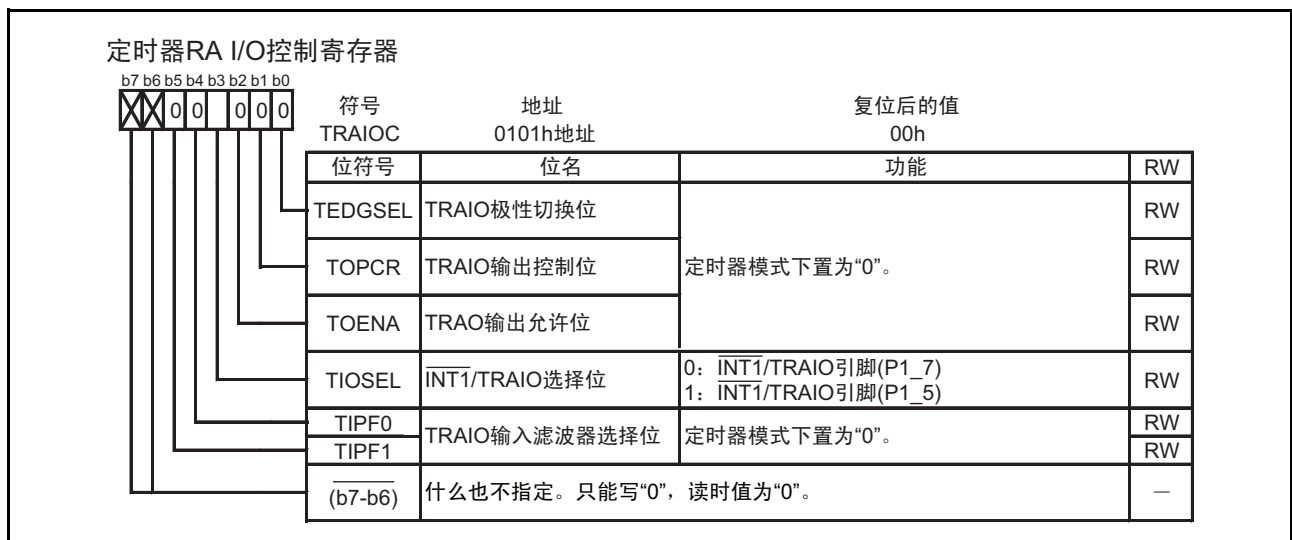 定时器RA I/O控制寄存器
b7 b6 b5 b4 b3 b2 b1 b0
0 0 0 0 0
符号 地址 复位后的值
TRAIOC 0101h地址 00h
位符号 位名 功能 RW
TEDGSEL TRAIO极性切换位 RW
TOPCR TRAIO输出控制位 定时器模式下置为“0”。 RW
TOENA TRAO输出允许位 RW
TIOSEL INT1/TRAIO选择位 0：INT1/TRAIO引脚(P1_7) RW
1：INT1/TRAIO引脚(P1_5)
TIPF0 TRAIO输入滤波器选择位 定时器模式下置为“0”。 RW
TIPF1 RW
(b7-b6) 什么也不指定。只能写“0”，读时值为“0”。 —